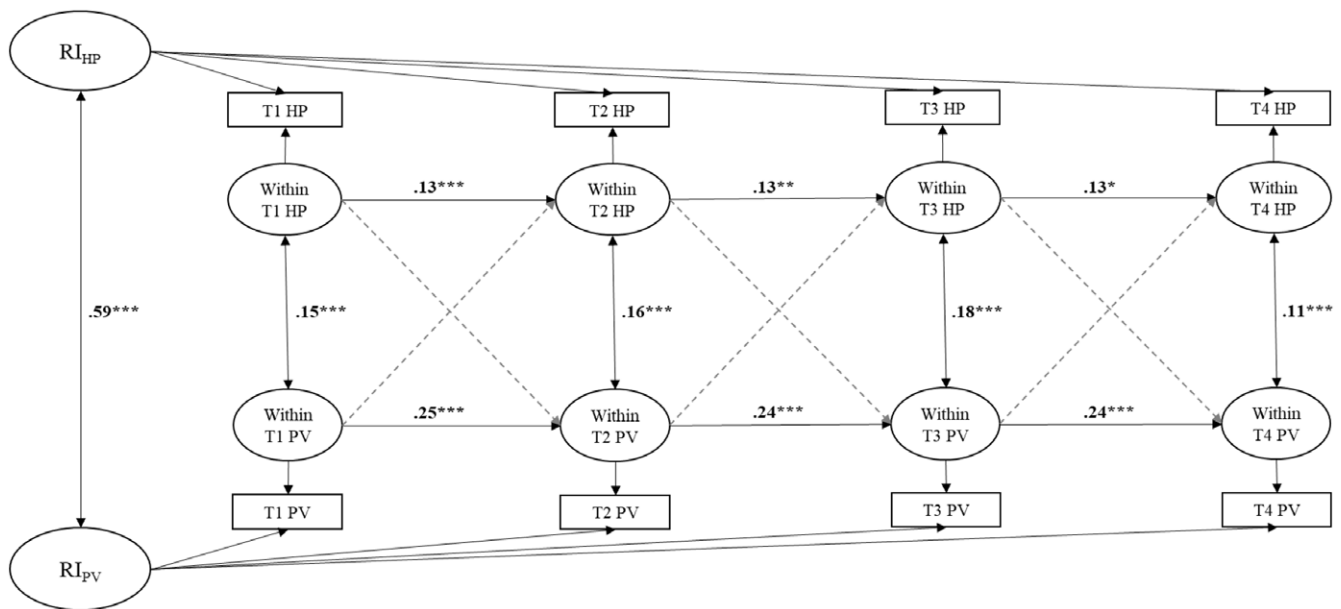 RIHP
T1 HP
T2 HP
T3 HP
T4 HP
Within
T1 HP
.13***
Within
T2 HP
.13**
Within
T3 HP
.13*
Within
T4 HP
.59***
.15***
.16***
.18***
.11***
Within
T1 PV
.25***
Within
T2 PV
.24***
Within
T3 PV
.24***
Within
T4 PV
T1 PV
T2 PV
T3 PV
T4 PV
RIPV